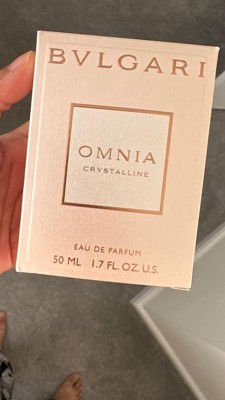 BVLGARI
OMNIA
CRYSTALLINE
EAU DE PARFUM
50 ML 1.7 FL. OZ. U.S.